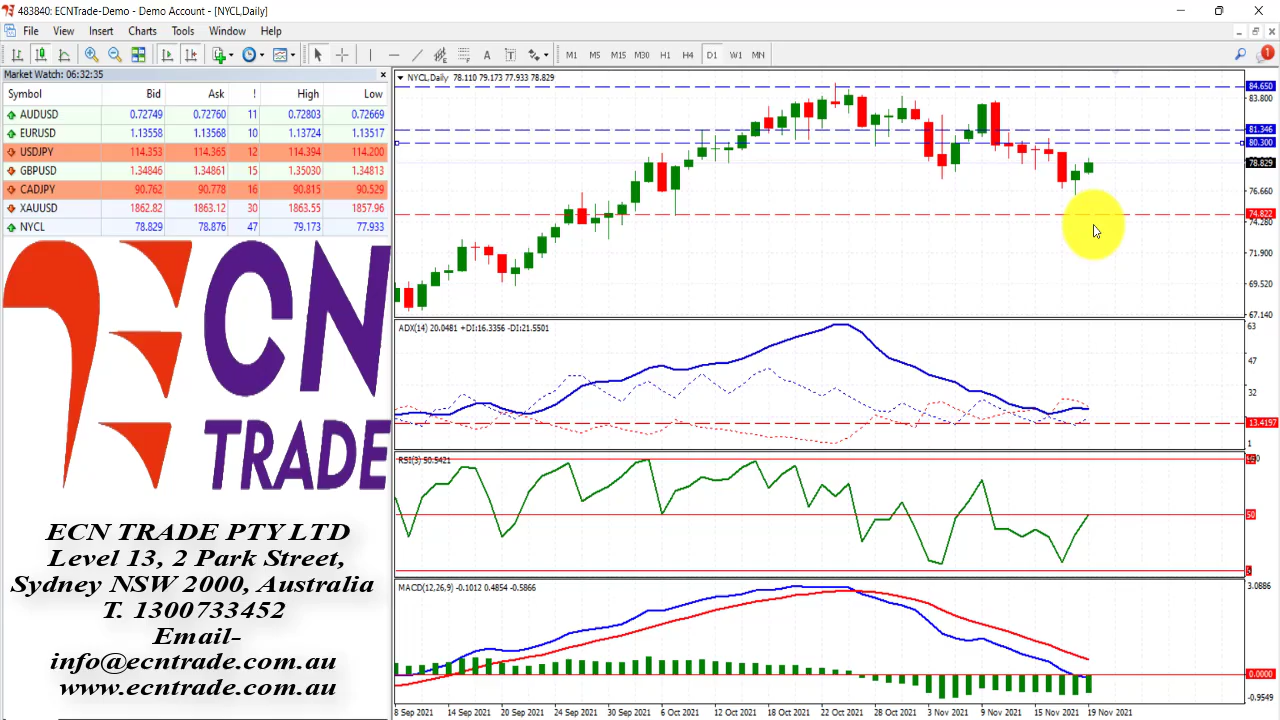 483840: ECNTrade-Demo - Demo Account - [NYCL,Daily]
File View Insert Charts Tools Window Help
M1 M5 M15 M30 H1 H4 D1 W1 MN
1
Market Watch: 06:32:35
Symbol Bid Ask ! High Low
AUDUSD 0.72749 0.72760 11 0.72803 0.72669
EURUSD 1.13558 1.13568 10 1.13724 1.13517
USDJPY 114.353 114.365 12 114.394 114.200
GBPUSD 1.34846 1.34861 15 1.35030 1.34813
CADJPY 90.762 90.778 16 90.815 90.529
XAUUSD 1862.82 1863.12 30 1863.55 1857.96
NYCL 78.829 78.876 47 79.173 77.933
ECN
TRADE
ECN TRADE PTY LTD
Level 13, 2 Park Street,
Sydney NSW 2000, Australia
T. 1300733452
Email-
info@ecntrade.com.au
www.ecntrade.com.au
NYCL,Daily 78.110 79.173 77.933 78.829
84.650
83.800
81.346
80.300
78.829
76.660
74.822
74.280
71.900
69.520
67.140
ADX(14) 20.0481 +DI:16.3356 -DI:21.5501
63
47
32
13.4197
1
RSI(3) 50.5421
50
MACD(12,26,9) -0.1012 0.4854 -0.5866
3.0886
0.0000
-0.9549
8 Sep 2021 14 Sep 2021 20 Sep 2021 24 Sep 2021 30 Sep 2021 6 Oct 2021 12 Oct 2021 18 Oct 2021 22 Oct 2021 28 Oct 2021 3 Nov 2021 9 Nov 2021 15 Nov 2021 19 Nov 2021